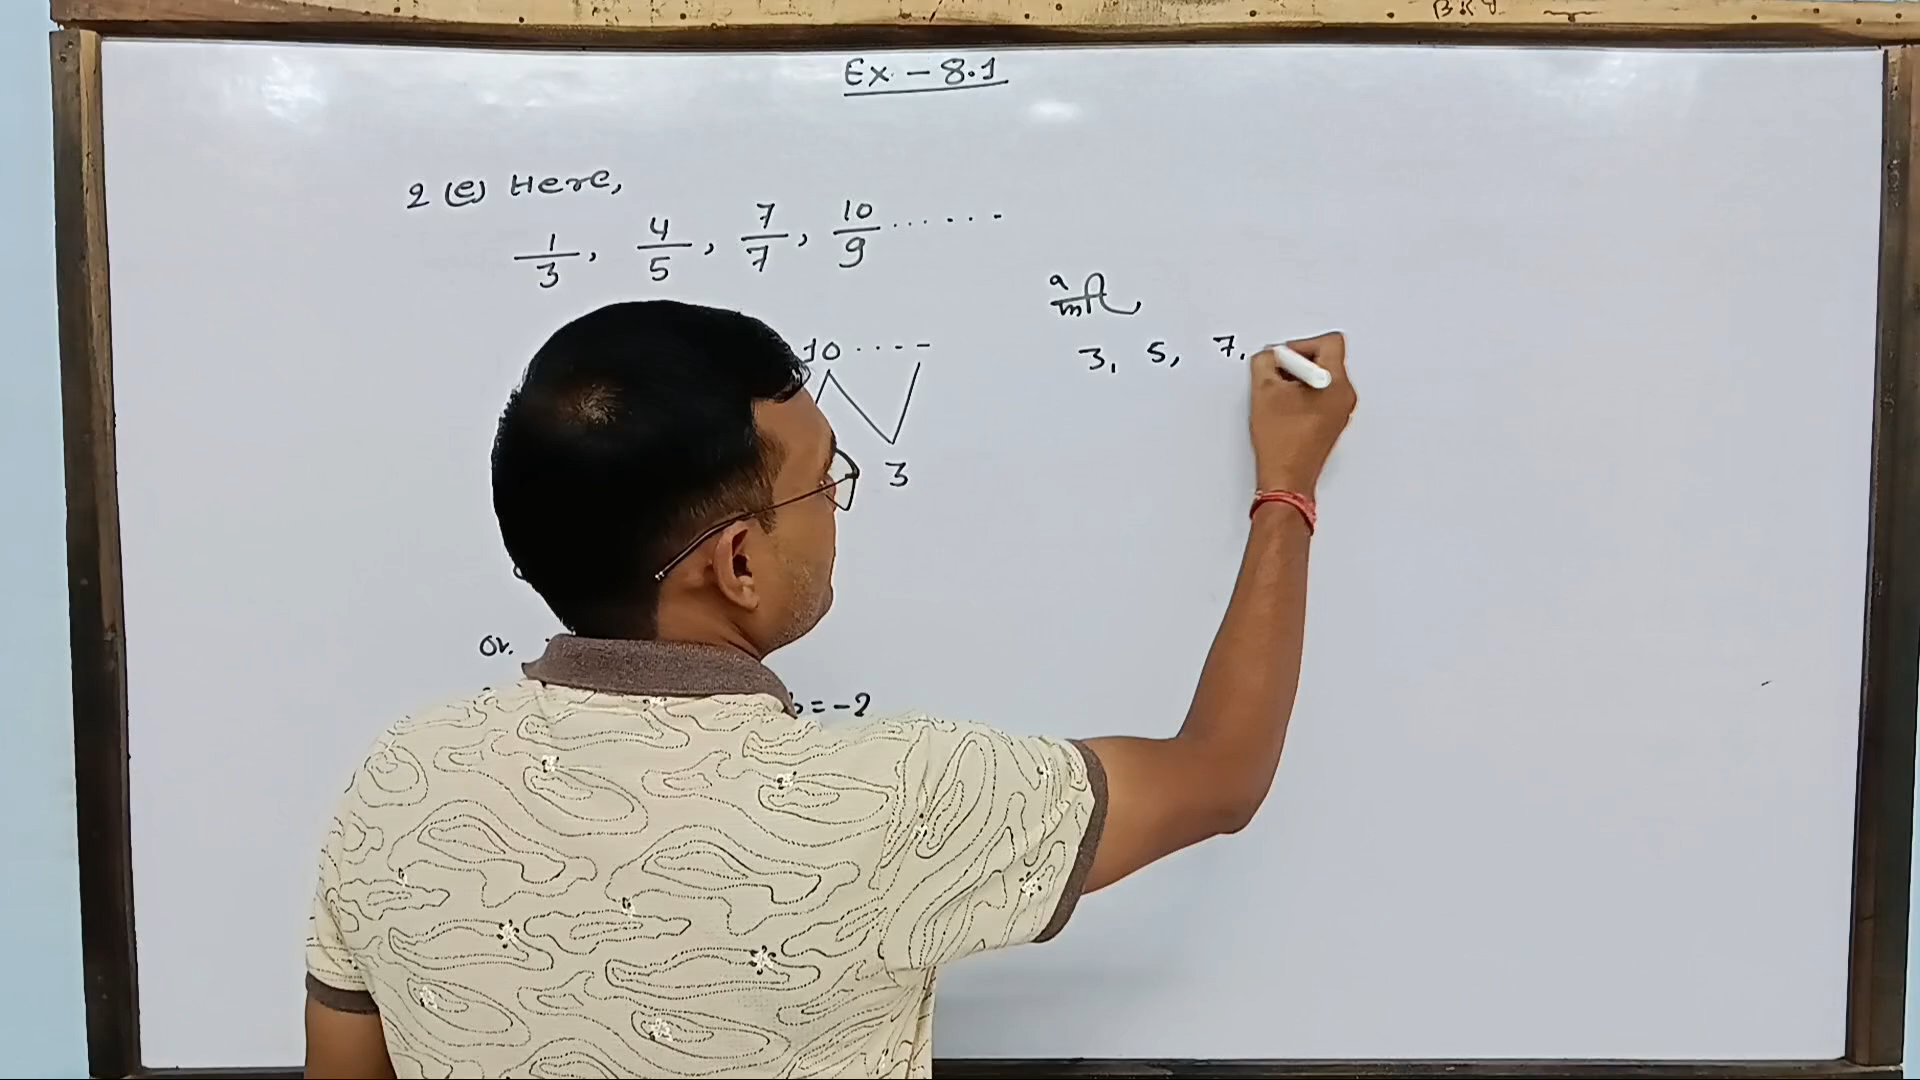 BKY
Ex - 8.1
2 (e) Here,
1/3, 4/5, 7/7, 10/9 ......
10 ....
3
or.
b = -2
3, 5, 7,